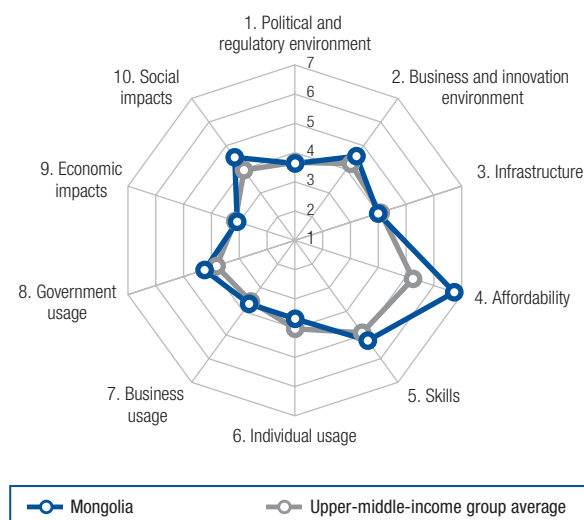 1. Political and
regulatory environment
2. Business and innovation
environment
3. Infrastructure
4. Affordability
5. Skills
6. Individual usage
7. Business
usage
8. Government
usage
9. Economic
impacts
10. Social
impacts
7
6
5
4
3
2
1
Mongolia
Upper-middle-income group average